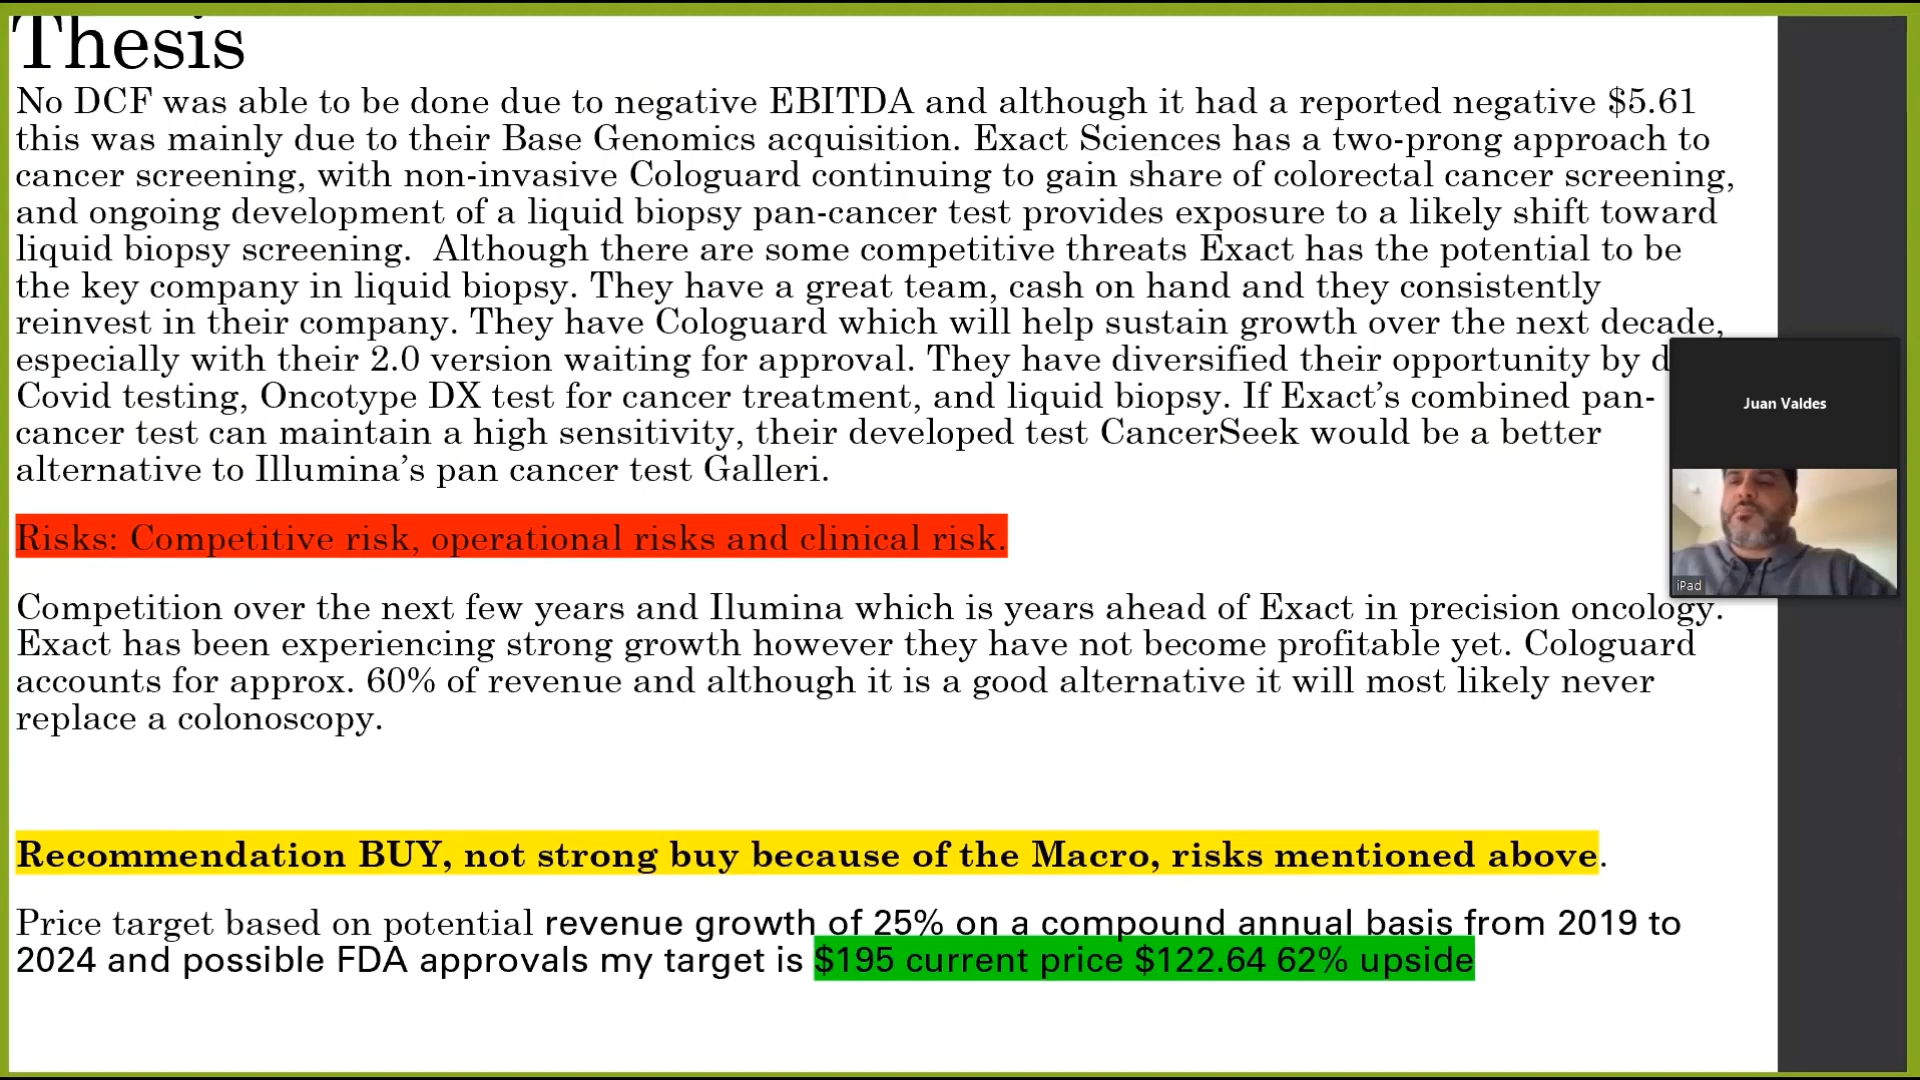 Thesis
No DCF was able to be done due to negative EBITDA and although it had a reported negative $5.61
this was mainly due to their Base Genomics acquisition. Exact Sciences has a two-prong approach to
cancer screening, with non-invasive Cologuard continuing to gain share of colorectal cancer screening,
and ongoing development of a liquid biopsy pan-cancer test provides exposure to a likely shift toward
liquid biopsy screening.  Although there are some competitive threats Exact has the potential to be
the key company in liquid biopsy. They have a great team, cash on hand and they consistently
reinvest in their company. They have Cologuard which will help sustain growth over the next decade,
especially with their 2.0 version waiting for approval. They have diversified their opportunity by
Covid testing, Oncotype DX test for cancer treatment, and liquid biopsy. If Exact’s combined pan-
cancer test can maintain a high sensitivity, their developed test CancerSeek would be a better
alternative to Illumina’s pan cancer test Galleri.
Risks: Competitive risk, operational risks and clinical risk.
Competition over the next few years and Ilumina which is years ahead of Exact in precision oncology.
Exact has been experiencing strong growth however they have not become profitable yet. Cologuard
accounts for approx. 60% of revenue and although it is a good alternative it will most likely never
replace a colonoscopy.
Recommendation BUY, not strong buy because of the Macro, risks mentioned above.
Price target based on potential revenue growth of 25% on a compound annual basis from 2019 to
2024 and possible FDA approvals my target is $195 current price $122.64 62% upside
Juan Valdes
iPad